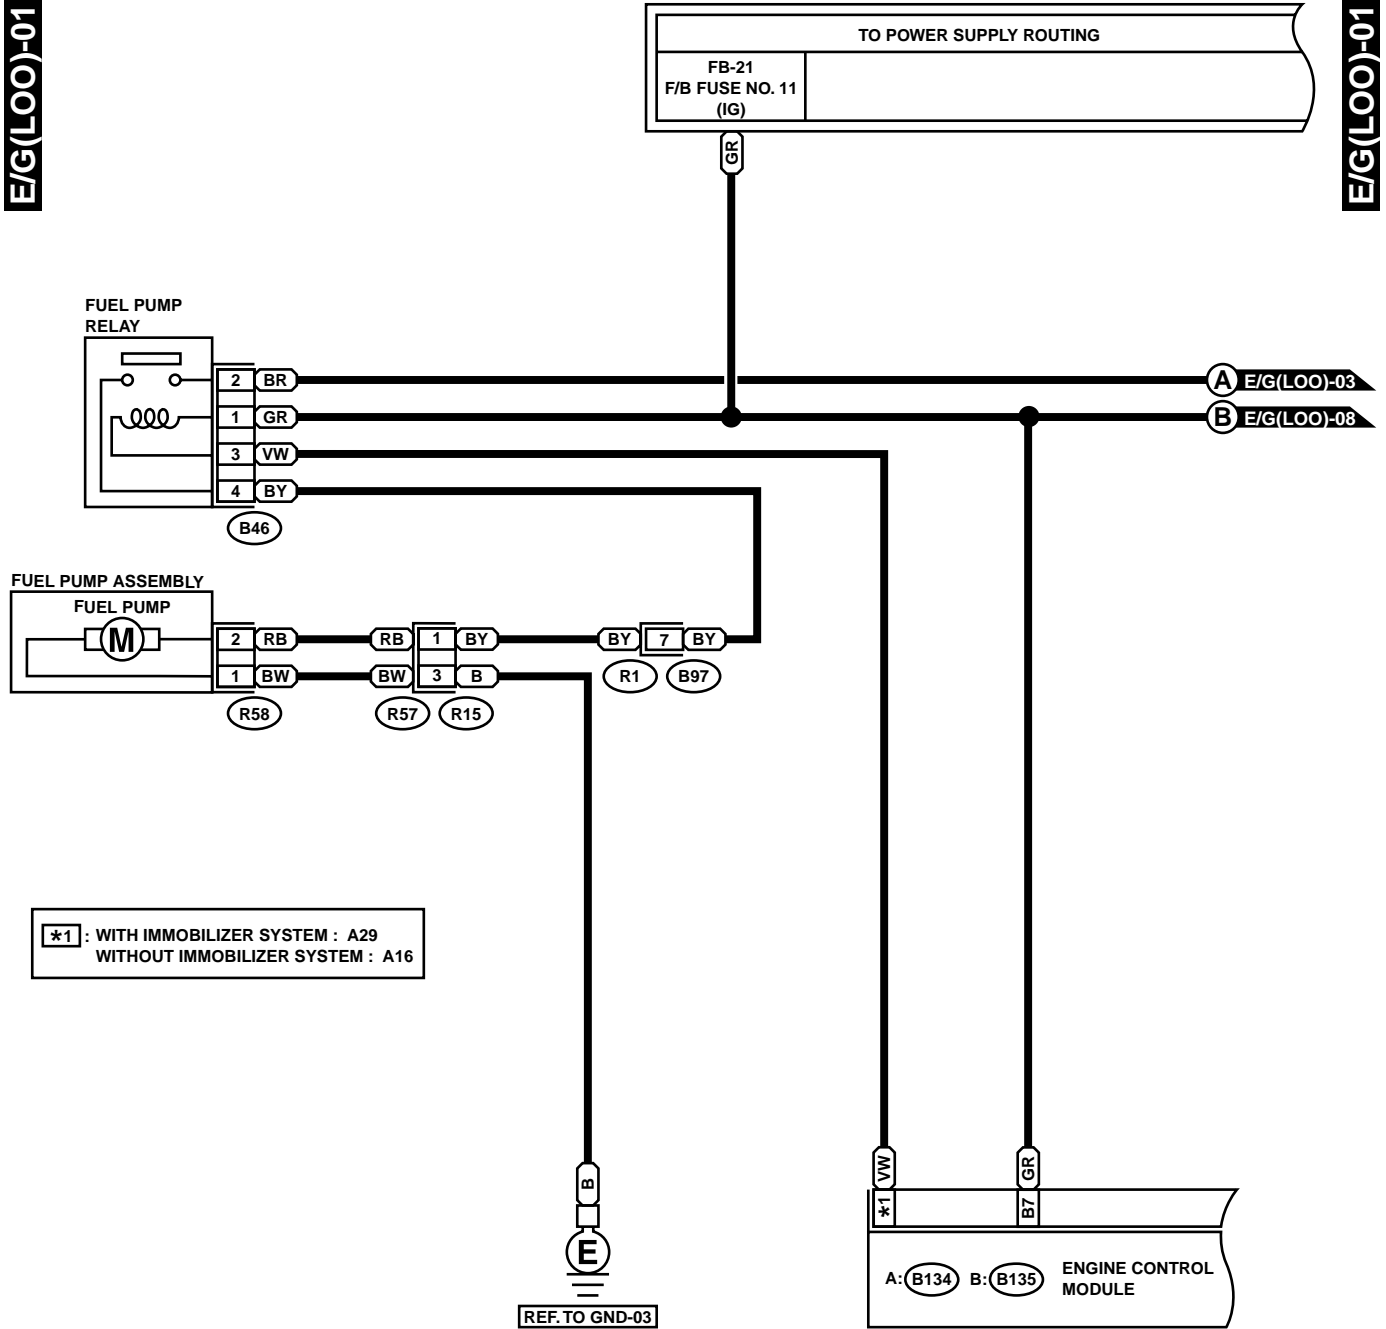 E/G(LOO)-01
E/G(LOO)-01
TO POWER SUPPLY ROUTING
FB-21
F/B FUSE NO. 11
(IG)
GR
FUEL PUMP
RELAY
2 BR
A E/G(LOO)-03
1 GR
B E/G(LOO)-08
3 VW
4 BY
B46
FUEL PUMP ASSEMBLY
FUEL PUMP
M
2 RB RB 1 BY BY 7 BY
1 BW BW 3 B
R1 B97
R58 R57 R15
*1 : WITH IMMOBILIZER SYSTEM : A29
WITHOUT IMMOBILIZER SYSTEM : A16
B
E
REF. TO GND-03
VW GR
*1 B7
A: B134 B: B135
ENGINE CONTROL
MODULE